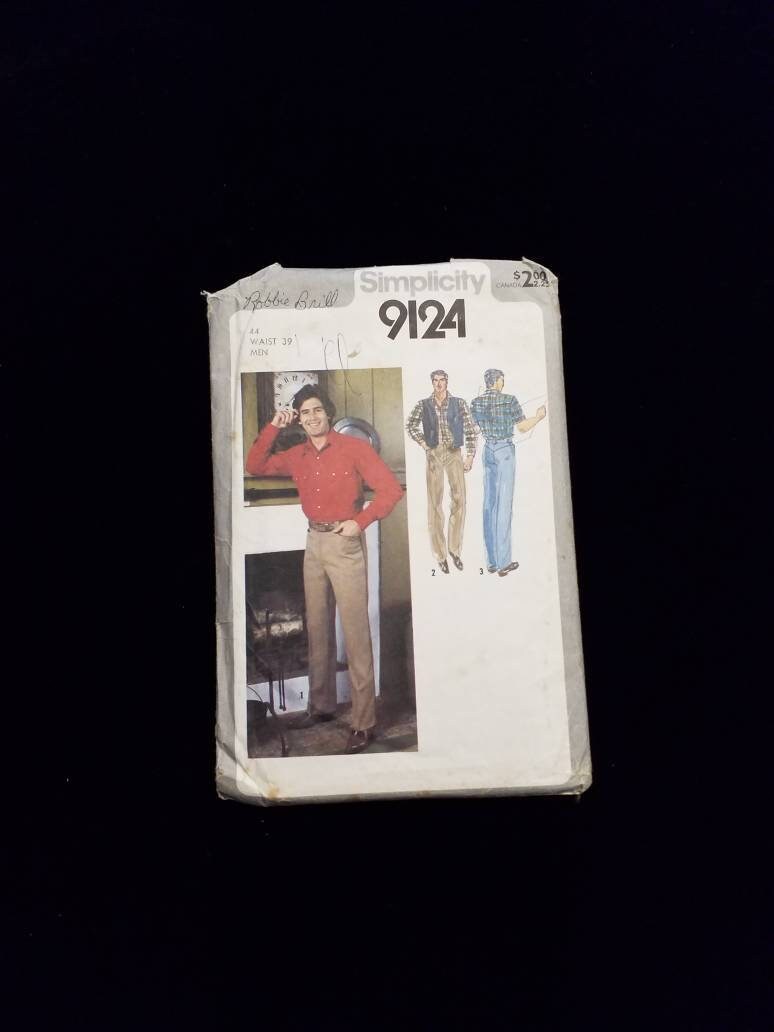 Robbie Brill
Simplicity
$2.00
CANADA 2.25
9124
44
WAIST 39
MEN
1
2
3